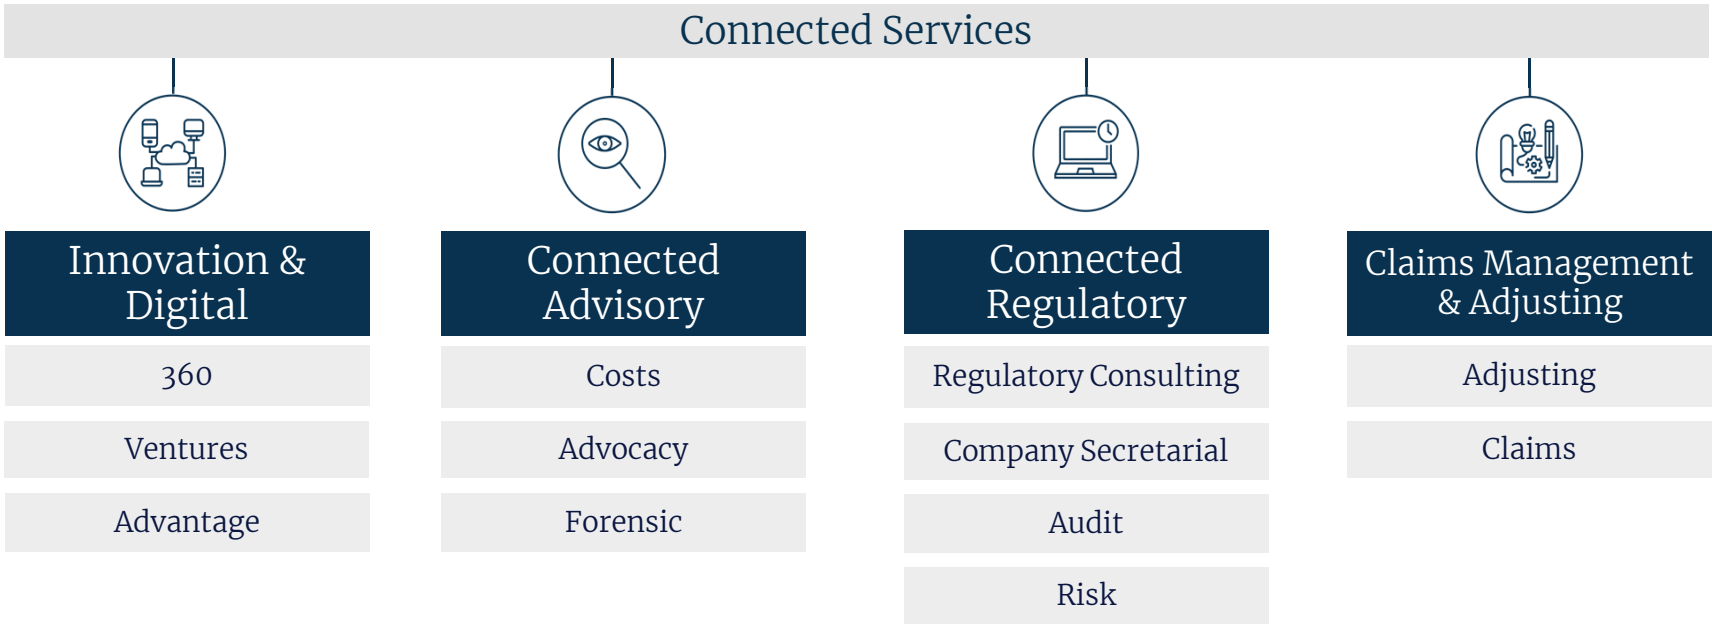 Connected Services
Innovation &
Digital
360
Ventures
Advantage
Connected
Advisory
Costs
Advocacy
Forensic
Connected
Regulatory
Regulatory Consulting
Company Secretarial
Audit
Risk
Claims Management
& Adjusting
Adjusting
Claims